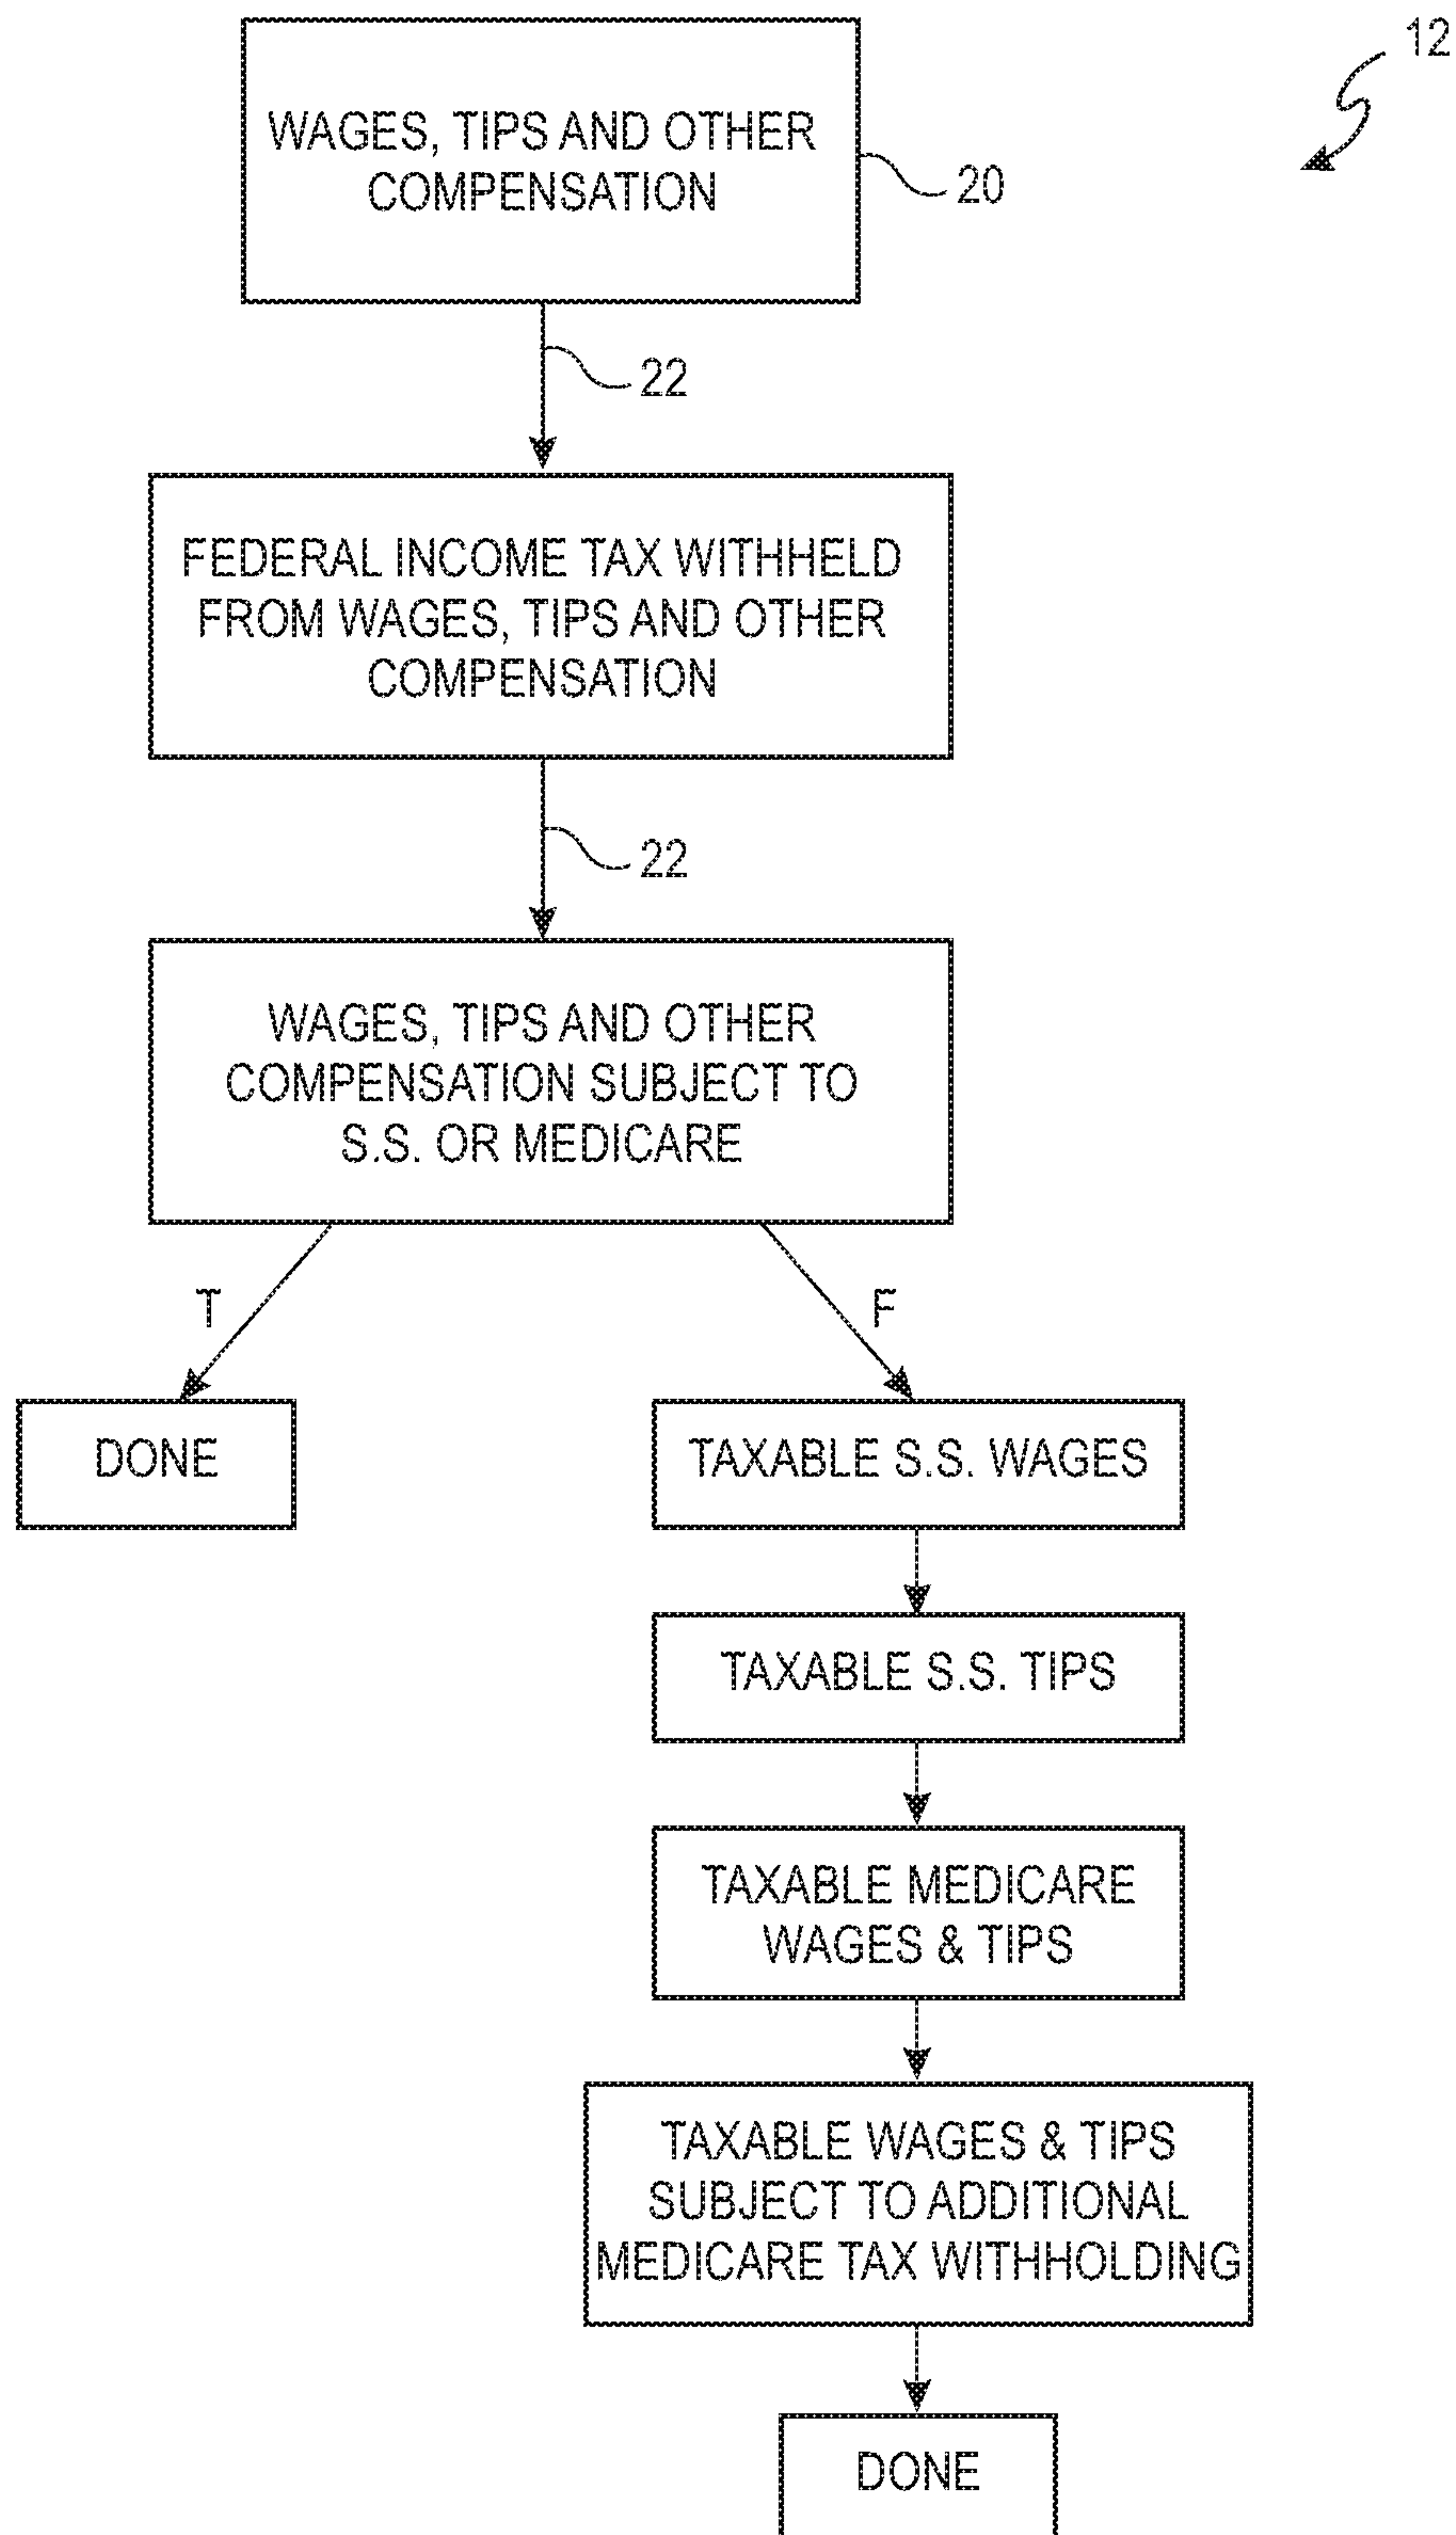 12
WAGES, TIPS AND OTHER
COMPENSATION
20
22
FEDERAL INCOME TAX WITHHELD
FROM WAGES, TIPS AND OTHER
COMPENSATION
22
WAGES, TIPS AND OTHER
COMPENSATION SUBJECT TO
S.S. OR MEDICARE
T
F
DONE
TAXABLE S.S. WAGES
TAXABLE S.S. TIPS
TAXABLE MEDICARE
WAGES & TIPS
TAXABLE WAGES & TIPS
SUBJECT TO ADDITIONAL
MEDICARE TAX WITHHOLDING
DONE